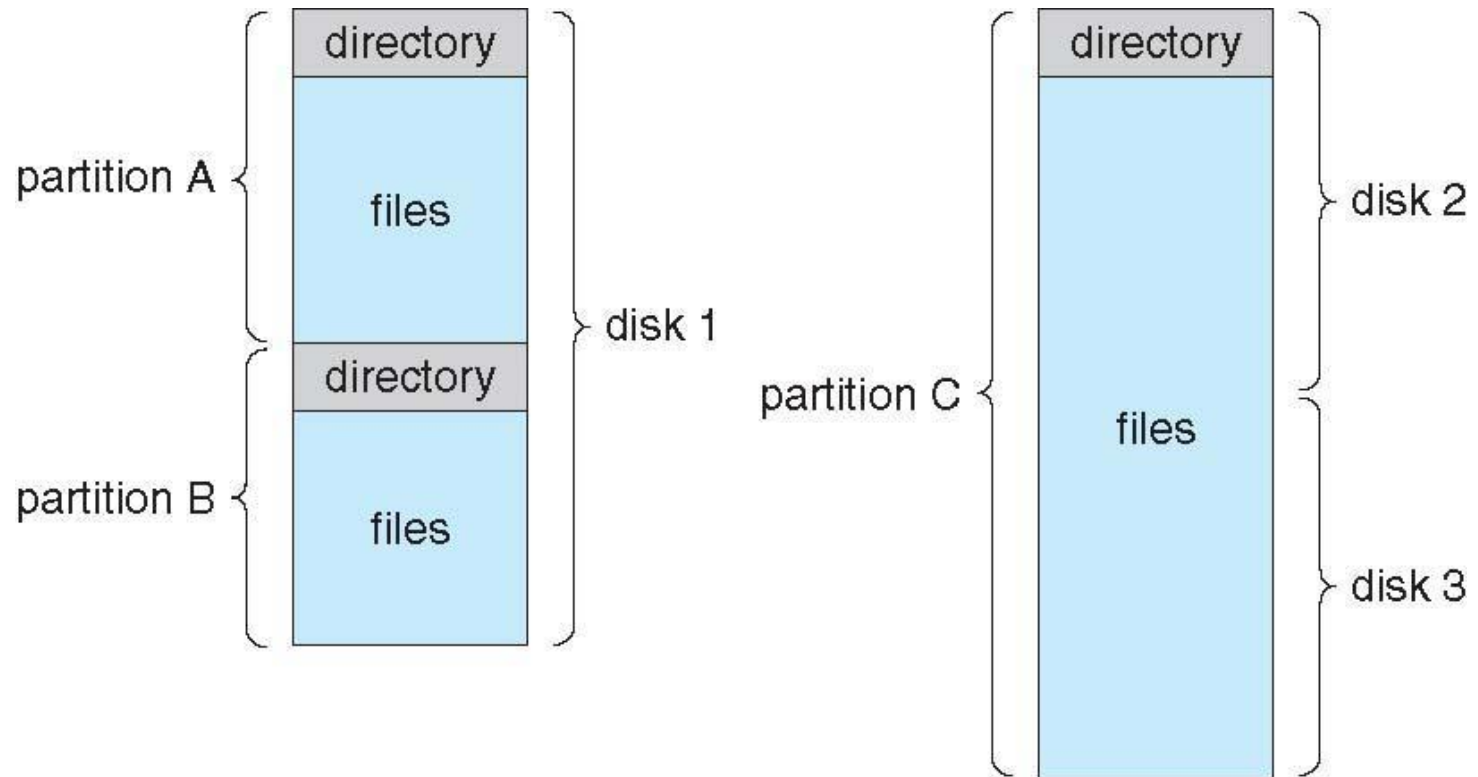 directory
partition A
files
disk 1
directory
partition B
files
directory
disk 2
partition C
files
disk 3